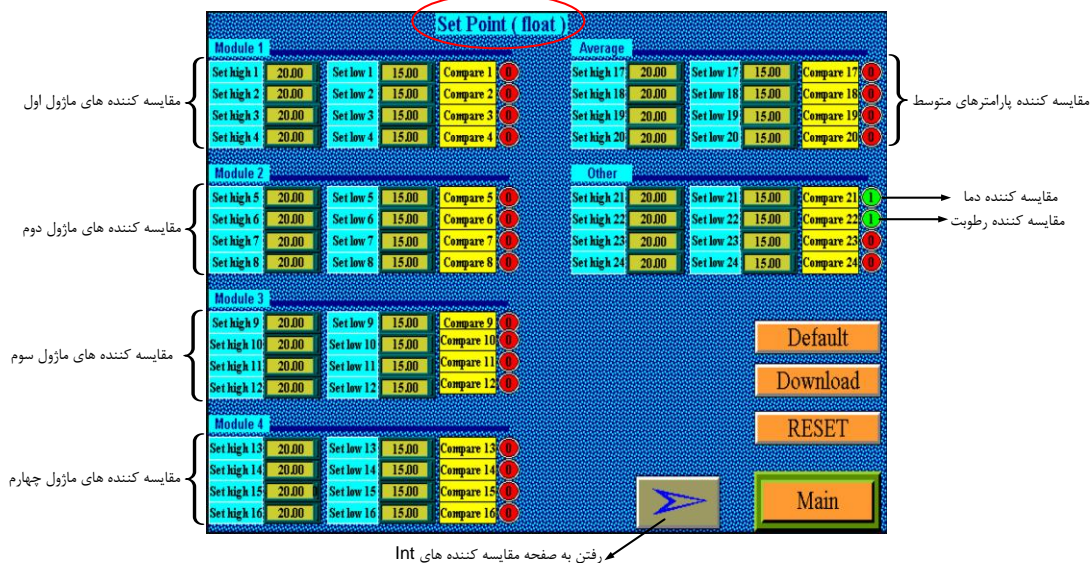 Set Point ( float )
Module 1
Set high 1 20.00 Set low 1 15.00 Compare 1 0
Set high 2 20.00 Set low 2 15.00 Compare 2 0
Set high 3 20.00 Set low 3 15.00 Compare 3 0
Set high 4 20.00 Set low 4 15.00 Compare 4 0
مقایسه کننده های ماژول اول
Average
Set high 17 20.00 Set low 17 15.00 Compare 17 0
Set high 18 20.00 Set low 18 15.00 Compare 18 0
Set high 19 20.00 Set low 19 15.00 Compare 19 0
Set high 20 20.00 Set low 20 15.00 Compare 20 0
مقایسه کننده پارامترهای متوسط
Module 2
Set high 5 20.00 Set low 5 15.00 Compare 5 0
Set high 6 20.00 Set low 6 15.00 Compare 6 0
Set high 7 20.00 Set low 7 15.00 Compare 7 0
Set high 8 20.00 Set low 8 15.00 Compare 8 0
مقایسه کننده های ماژول دوم
Other
Set high 21 20.00 Set low 21 15.00 Compare 21 1
Set high 22 20.00 Set low 22 15.00 Compare 22 1
Set high 23 20.00 Set low 23 15.00 Compare 23 0
Set high 24 20.00 Set low 24 15.00 Compare 24 0
مقایسه کننده دما
مقایسه کننده رطوبت
Module 3
Set high 9 20.00 Set low 9 15.00 Compare 9 0
Set high 10 20.00 Set low 10 15.00 Compare 10 0
Set high 11 20.00 Set low 11 15.00 Compare 11 0
Set high 12 20.00 Set low 12 15.00 Compare 12 0
مقایسه کننده های ماژول سوم
Module 4
Set high 13 20.00 Set low 13 15.00 Compare 13 0
Set high 14 20.00 Set low 14 15.00 Compare 14 0
Set high 15 20.00 Set low 15 15.00 Compare 15 0
Set high 16 20.00 Set low 16 15.00 Compare 16 0
مقایسه کننده های ماژول چهارم
Default
Download
RESET
Main
رفتن به صفحه مقایسه کننده های Int